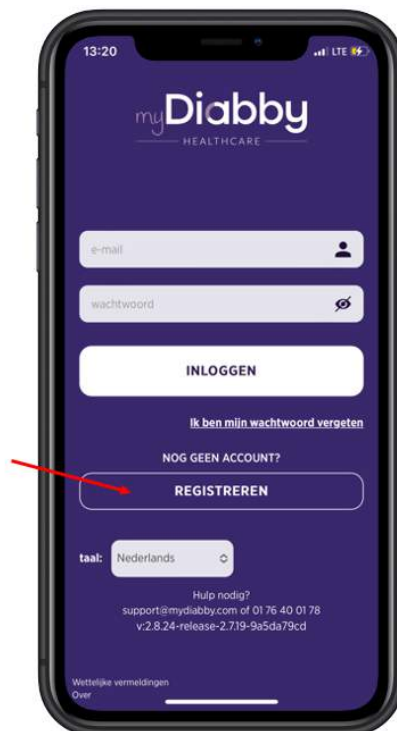 13:20 LTE
myDiabby
HEALTHCARE
e-mail
wachtwoord
INLOGGEN
Ik ben mijn wachtwoord vergeten
NOG GEEN ACCOUNT?
REGISTREREN
taal: Nederlands
Hulp nodig?
support@mydiabby.com of 01 76 40 01 78
v:2.8.24-release-2.7.19-9a5da79cd
Wettelijke vermeldingen
Over